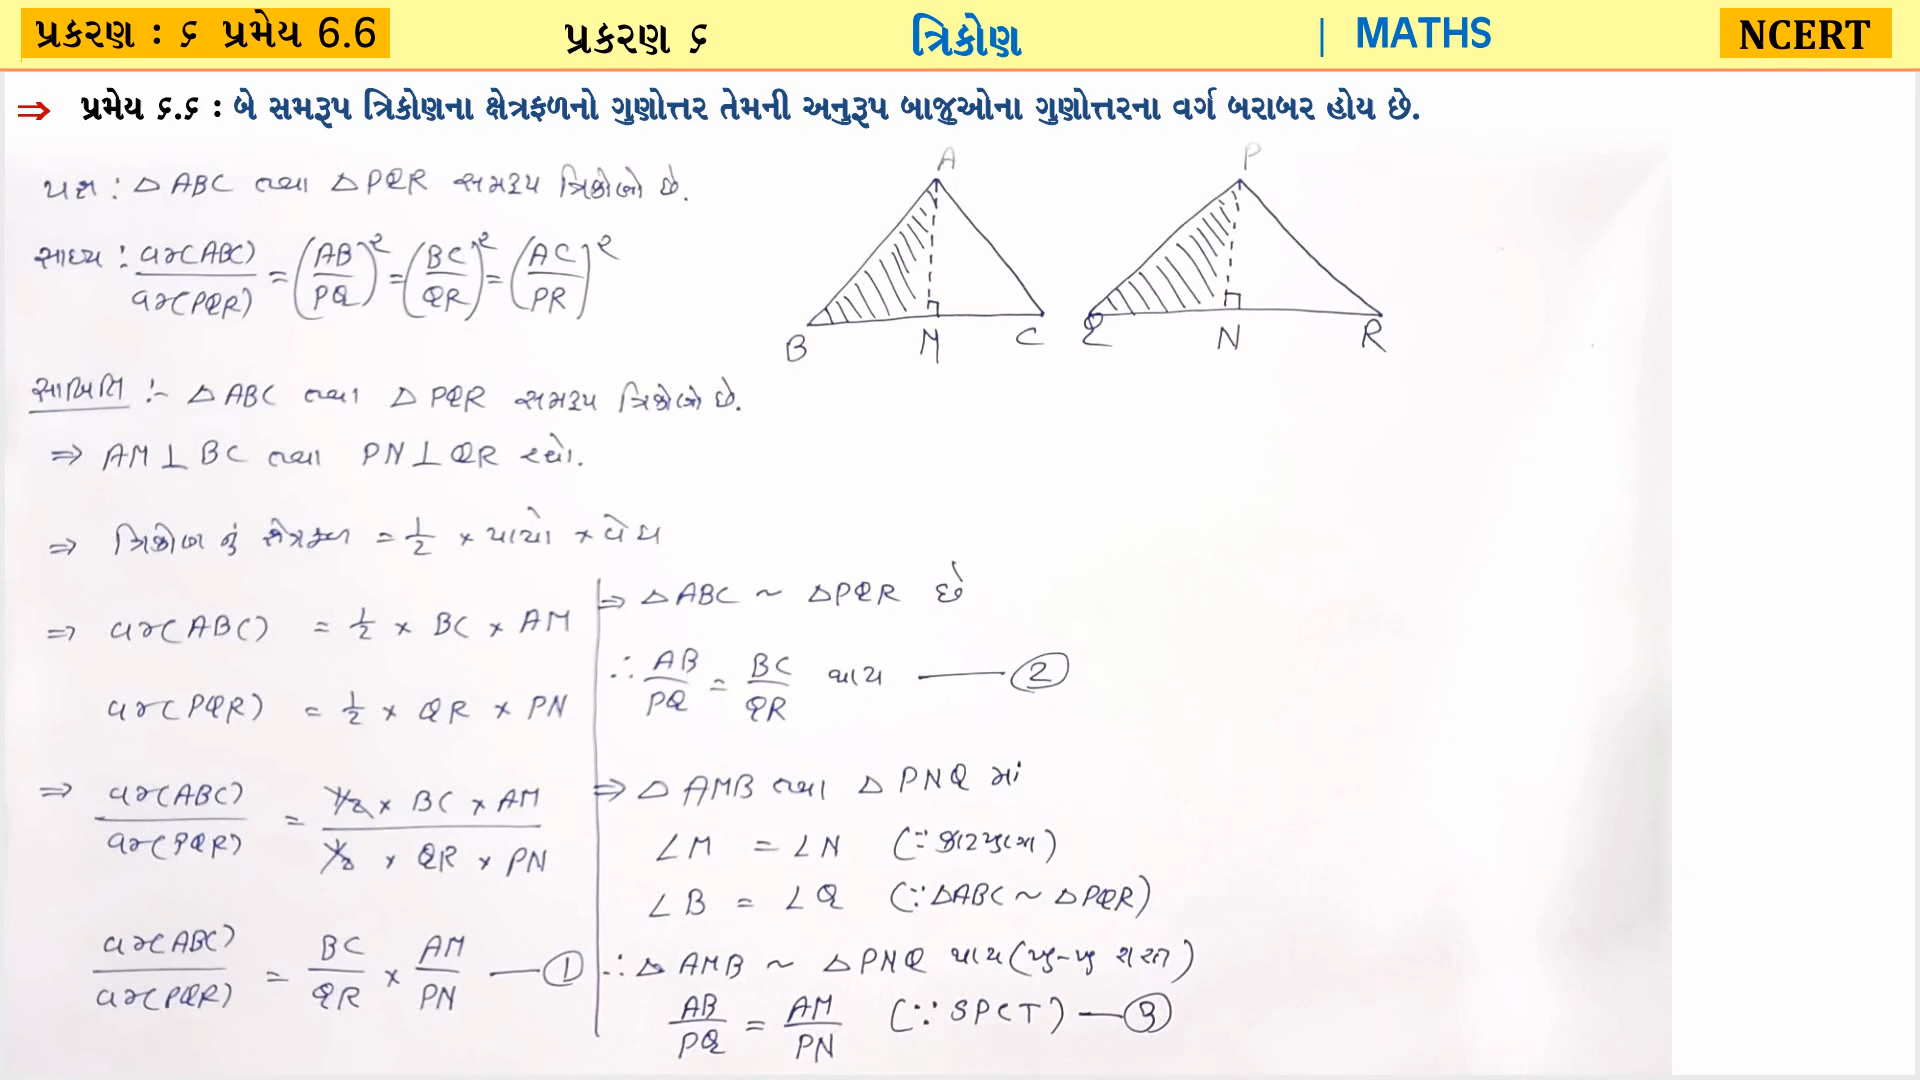 પ્રકરણ : ૬ પ્રમેય 6.6 પ્રકરણ ૬ ત્રિકોણ | MATHS NCERT
⇒ પ્રમેય ૬.૬ : બે સમરૂપ ત્રિકોણના ક્ષેત્રફળનો ગુણોત્તર તેમની અનુરૂપ બાજુઓના ગુણોત્તરના વર્ગ બરાબર હોય છે.
પક્ષ : △ ABC તથા △ PQR સમરૂપ ત્રિકોણો છે.
સાધ્ય : ar(ABC)/ar(PQR) = (AB/PQ)^૨ = (BC/QR)^૨ = (AC/PR)^૨
A
B M C
P
Q N R
સાબિતી :- △ ABC તથા △ PQR સમરૂપ ત્રિકોણો છે.
⇒ AM ⊥ BC તથા PN ⊥ QR રચો.
⇒ ત્રિકોણ નું ક્ષેત્રફળ = 1/2 × પાયો × વેધ
⇒ ar(ABC) = 1/2 × BC × AM
ar(PQR) = 1/2 × QR × PN
⇒ ar(ABC)/ar(PQR) = 1/2 × BC × AM / 1/2 × QR × PN
ar(ABC)/ar(PQR) = BC/QR × AM/PN — ①
⇒ △ ABC ~ △PQR છે
∴ AB/PQ = BC/QR થાય — ②
⇒ △ AMB તથા △ PNQ માં
∠M = ∠N (∵ કાટખુણા)
∠B = ∠Q (∵ △ABC ~ △PQR)
∴ △ AMB ~ △ PNQ થાય (ખુ-ખુ શરત)
AB/PQ = AM/PN (∵ SPCT) — ③